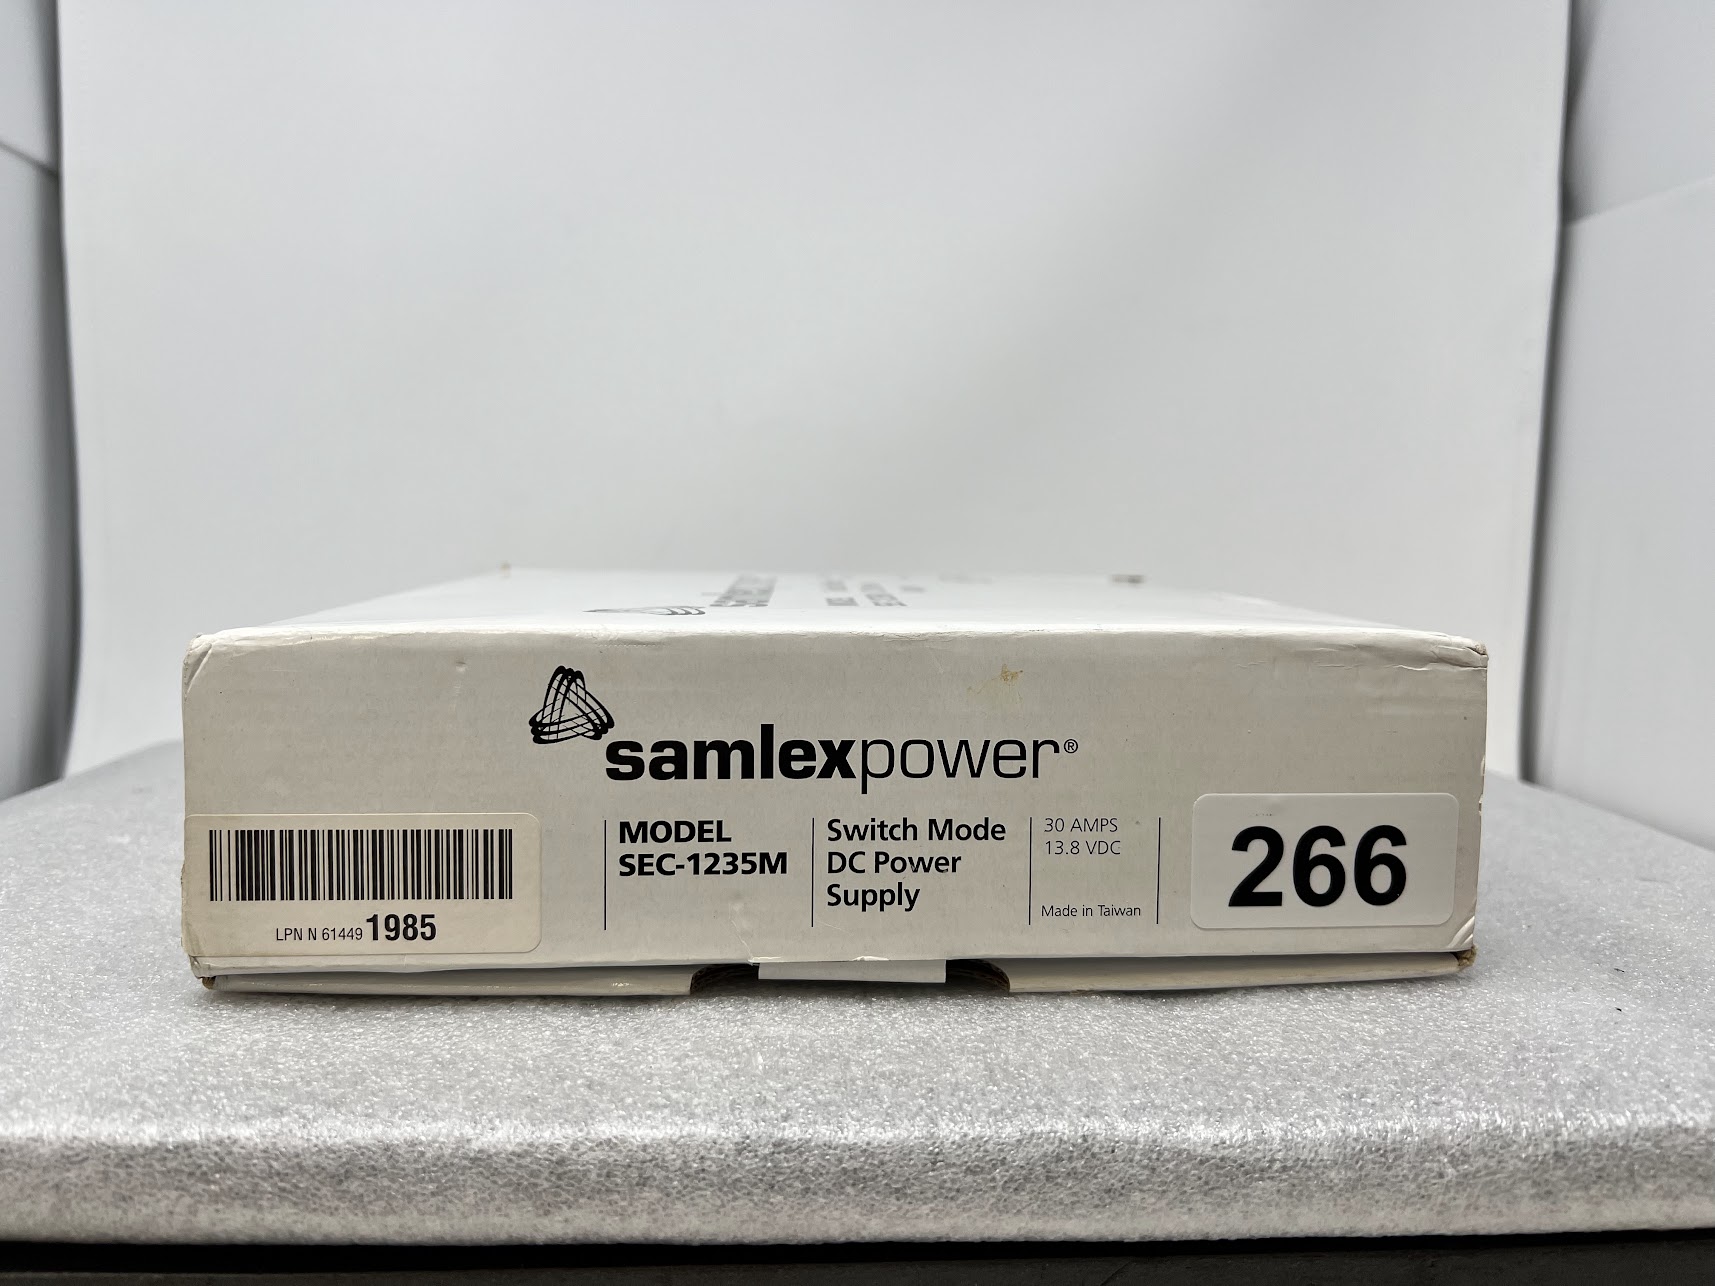 samlexpower®
MODEL
SEC-1235M
Switch Mode
DC Power
Supply
30 AMPS
13.8 VDC
Made in Taiwan
266
LPN N 61449 1985